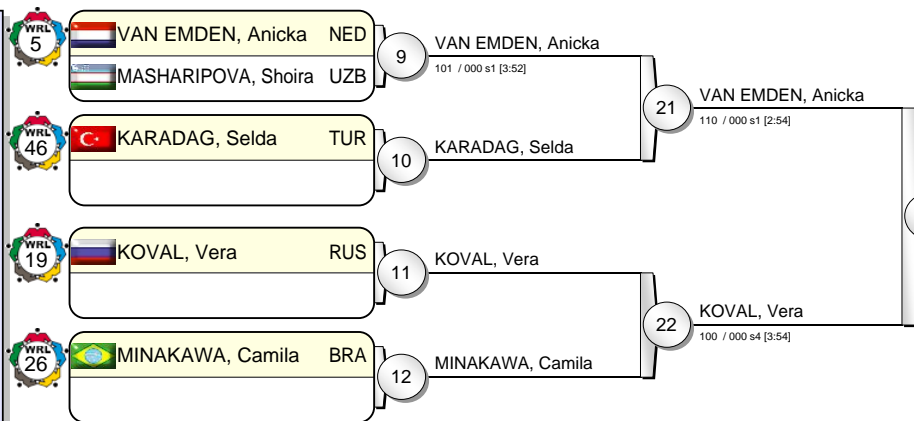 WRL
5
VAN EMDEN, Anicka NED
MASHARIPOVA, Shoira UZB
9
VAN EMDEN, Anicka
101 / 000 s1 [3:52]
21
VAN EMDEN, Anicka
110 / 000 s1 [2:54]
WRL
46
KARADAG, Selda TUR
10
KARADAG, Selda
WRL
19
KOVAL, Vera RUS
11
KOVAL, Vera
22
KOVAL, Vera
100 / 000 s4 [3:54]
WRL
26
MINAKAWA, Camila BRA
12
MINAKAWA, Camila